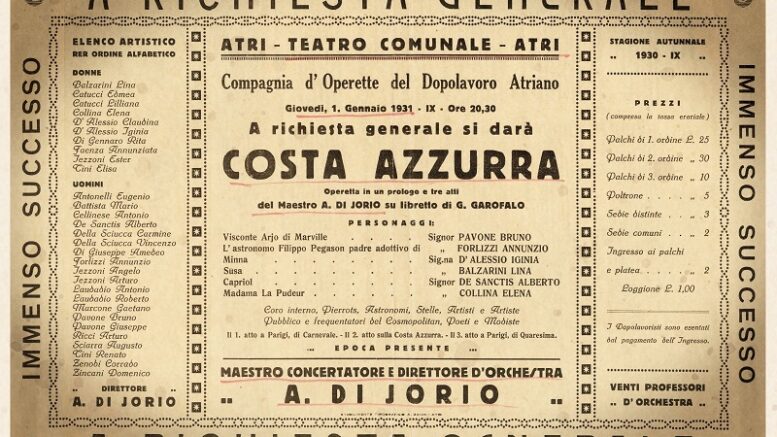 A RICHIESTA GENERALE
IMMENSO SUCCESSO
ELENCO ARTISTICO
RER ORDINE ALFABETICO
DONNE
Balzarini Lina
Catucci Edmea
Catucci Lilliana
Collina Elena
D' Alessio Claudina
D' Alessio Iginia
Di Gennaro Rita
Faenza Annunziata
Iezzoni Ester
Tini Elisa
UOMINI
Antonelli Eugenio
Battista Mario
Cellinese Antonio
De Sanctis Alberto
Della Sciucca Carmine
Della Sciucca Vincenzo
Di Giuseppe Amedeo
Forlizzi Annunzio
Iezzoni Angelo
Iezzoni Arturo
Laudadio Antonio
Laudadio Roberto
Marcone Gaetano
Pavone Bruno
Pavone Giuseppe
Ricci Arturo
Sciarra Augusto
Tini Renato
Zenobi Corrado
Zincani Domenico
DIRETTORE
A. DI JORIO
ATRI - TEATRO COMUNALE - ATRI
Compagnia d' Operette del Dopolavoro Atriano
Giovedì, 1. Gennaio 1931 - IX - Ore 20,30
A richiesta generale si darà
COSTA AZZURRA
Operetta in un prologo e tre atti
del Maestro A. DI JORIO su libretto di G. GAROFALO
PERSONAGGI:
Visconte Arjo di Marville . . . . . Signor PAVONE BRUNO
L' astronomo Filippo Pegason padre adottivo di „ FORLIZZI ANNUNZIO
Minna . . . . . Sig.na D' ALESSIO IGINIA
Susa . . . . . „ BALZARINI LINA
Capriol . . . . . Signor DE SANCTIS ALBERTO
Madama La Pudeur . . . . . „ COLLINA ELENA
Coro interno, Pierrots, Astronomi, Stelle, Artisti e Artiste
Pubblico e frequentatori del Cosmopolitan, Poeti e Mobiste
Il 1. atto a Parigi, di Carnevale. - Il 2. atto sulla Costa Azzurra. - Il 3. atto a Parigi, di Quaresima.
EPOCA PRESENTE
MAESTRO CONCERTATORE E DIRETTORE D'ORCHESTRA
A. DI JORIO
STAGIONE AUTUNNALE
„ 1930 - IX „
PREZZI
(compresa la tassa erariale)
Palchi di 1. ordine £. 25
Palchi di 2. ordine „ 30
Palchi di 3. ordine „ 10
Poltrone . . . . „ 5
Sedie distinte . . . „ 3
Sedie comuni . . . „ 2
Ingresso ai palchi
e platea . . . . „ 2
Loggione £. 1,00
I Dopolavoristi sono esentati
dal pagamento dell' Ingresso.
VENTI PROFESSORI
„ D'ORCHESTRA „
IMMENSO SUCCESSO
A RICHIESTA GENERALE